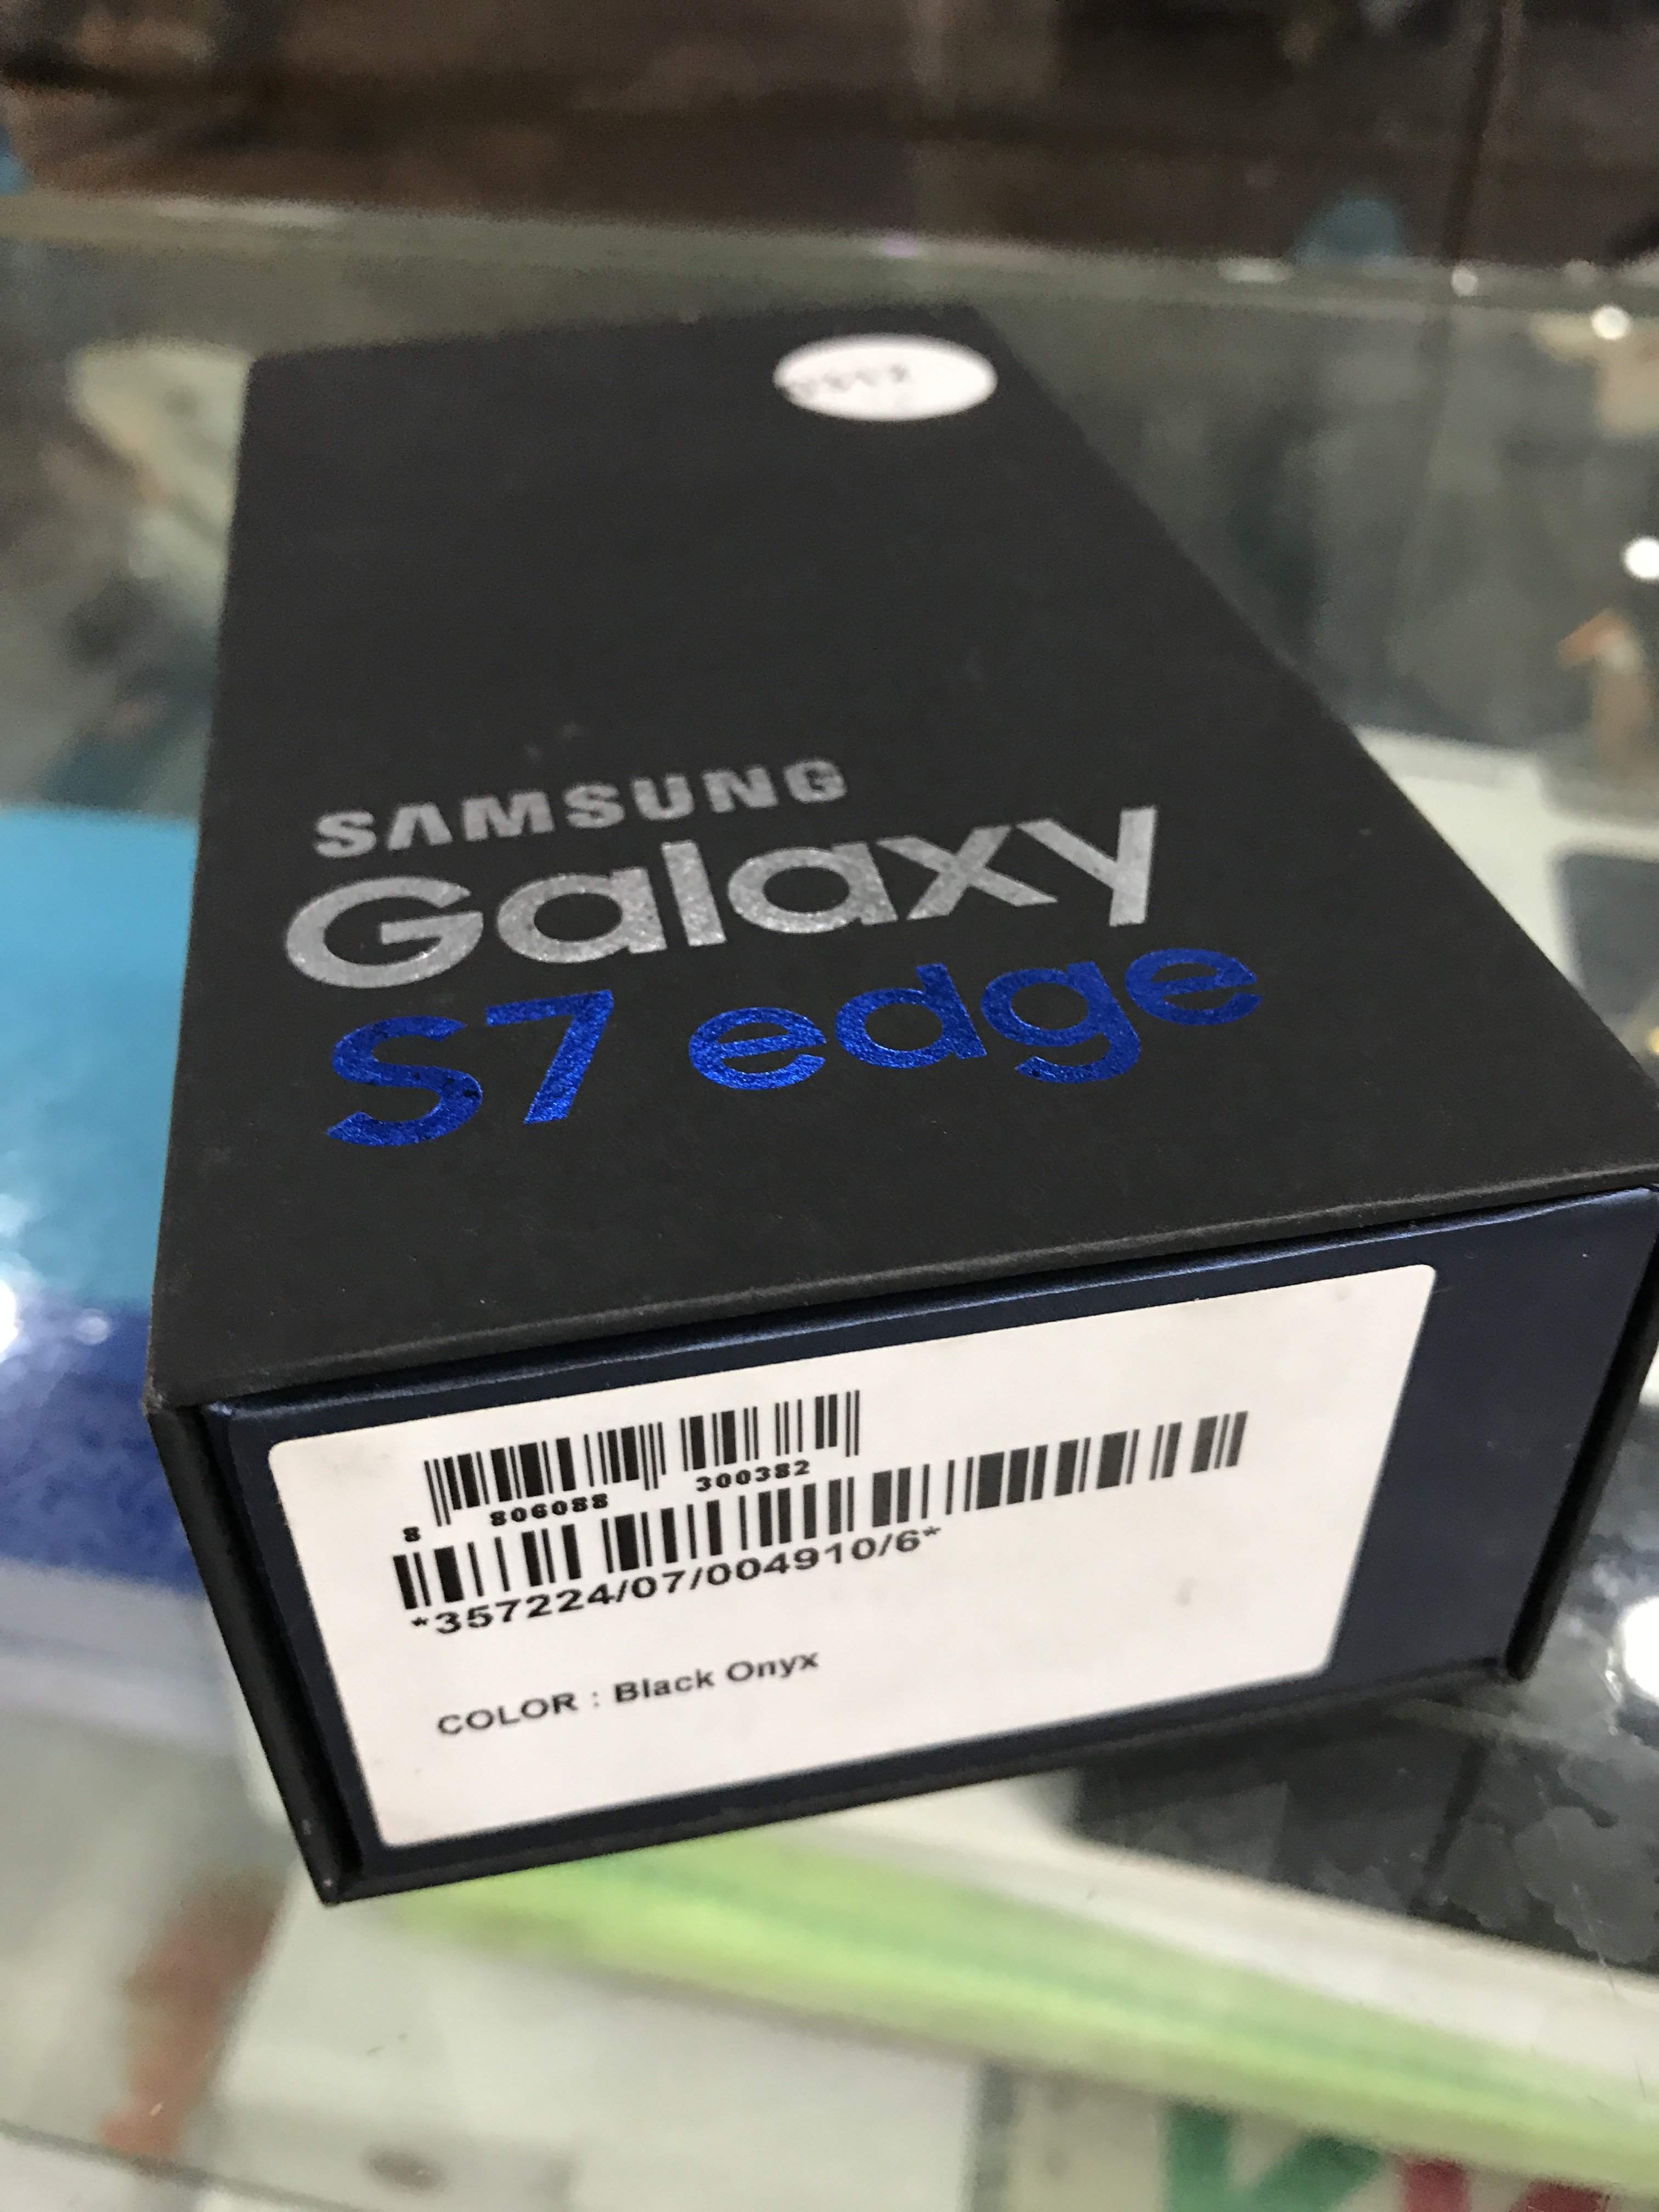 SAMSUNG
Galaxy
S7 edge
8 806088 300382
*357224/07/004910/6*
COLOR : Black Onyx